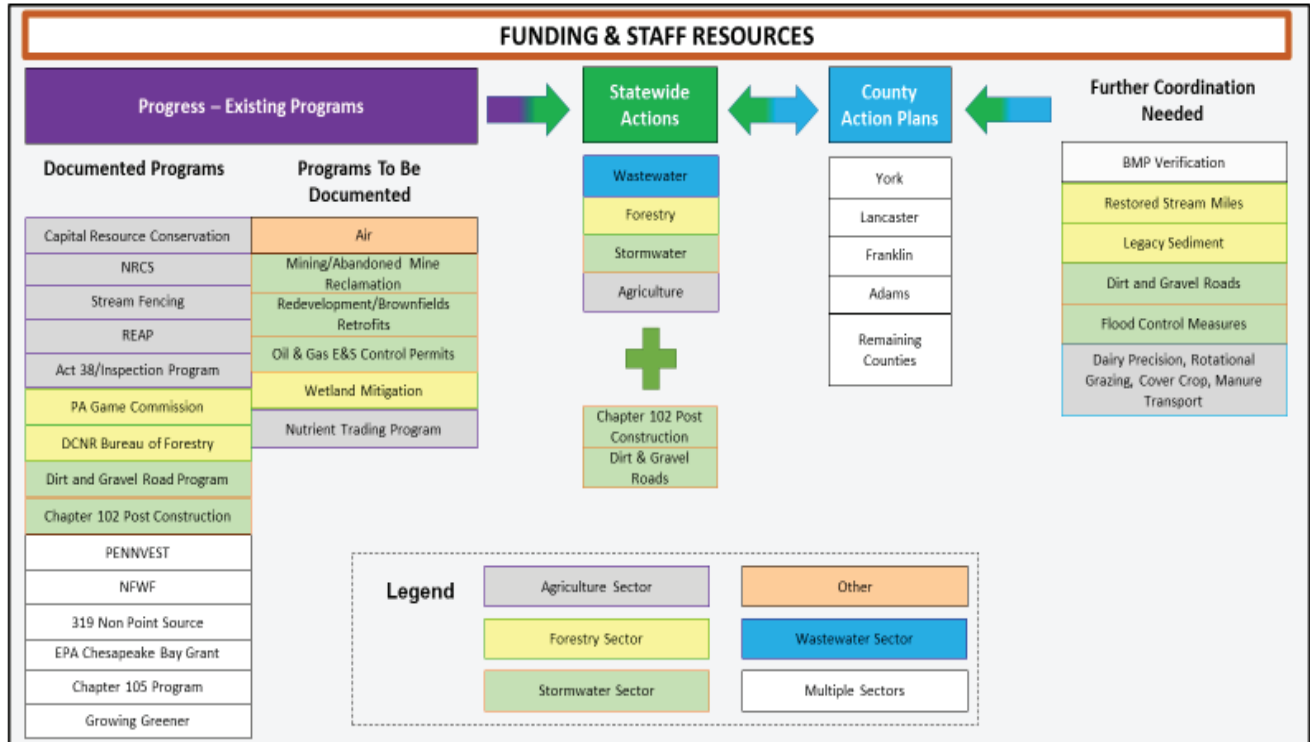 FUNDING & STAFF RESOURCES
Progress – Existing Programs
Statewide
Actions
County
Action Plans
Further Coordination
Needed
Documented Programs
Programs To Be
Documented
Capital Resource Conservation
NRCS
Stream Fencing
REAP
Act 38/Inspection Program
PA Game Commission
DCNR Bureau of Forestry
Dirt and Gravel Road Program
Chapter 102 Post Construction
PENNVEST
NFWF
319 Non Point Source
EPA Chesapeake Bay Grant
Chapter 105 Program
Growing Greener
Air
Mining/Abandoned Mine
Reclamation
Redevelopment/Brownfields
Retrofits
Oil & Gas E&S Control Permits
Wetland Mitigation
Nutrient Trading Program
Wastewater
Forestry
Stormwater
Agriculture
Chapter 102 Post
Construction
Dirt & Gravel
Roads
York
Lancaster
Franklin
Adams
Remaining
Counties
BMP Verification
Restored Stream Miles
Legacy Sediment
Dirt and Gravel Roads
Flood Control Measures
Dairy Precision, Rotational
Grazing, Cover Crop, Manure
Transport
Legend
Agriculture Sector
Other
Forestry Sector
Wastewater Sector
Stormwater Sector
Multiple Sectors